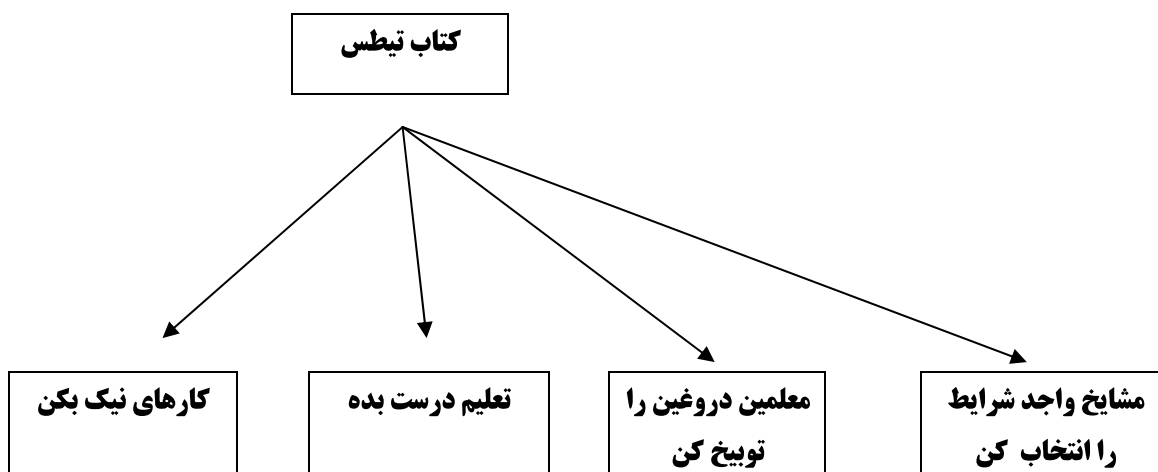 کتاب تیطس
مشایخ واجد شرایط
را انتخاب کن
معلمین دروغین را
توبیخ کن
تعلیم درست بده
کارهای نیک بکن